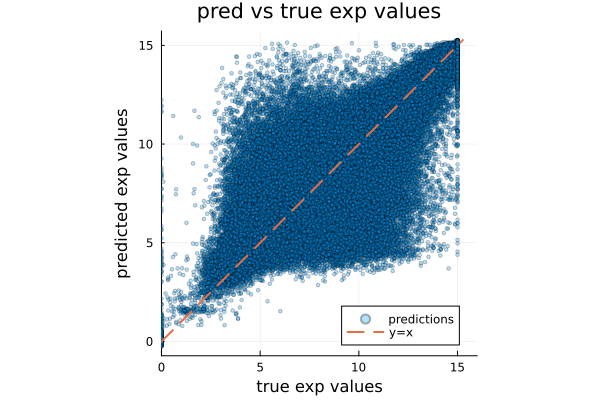 pred vs true exp values
predicted exp values
15
10
5
0
0 5 10 15
true exp values
predictions
y=x